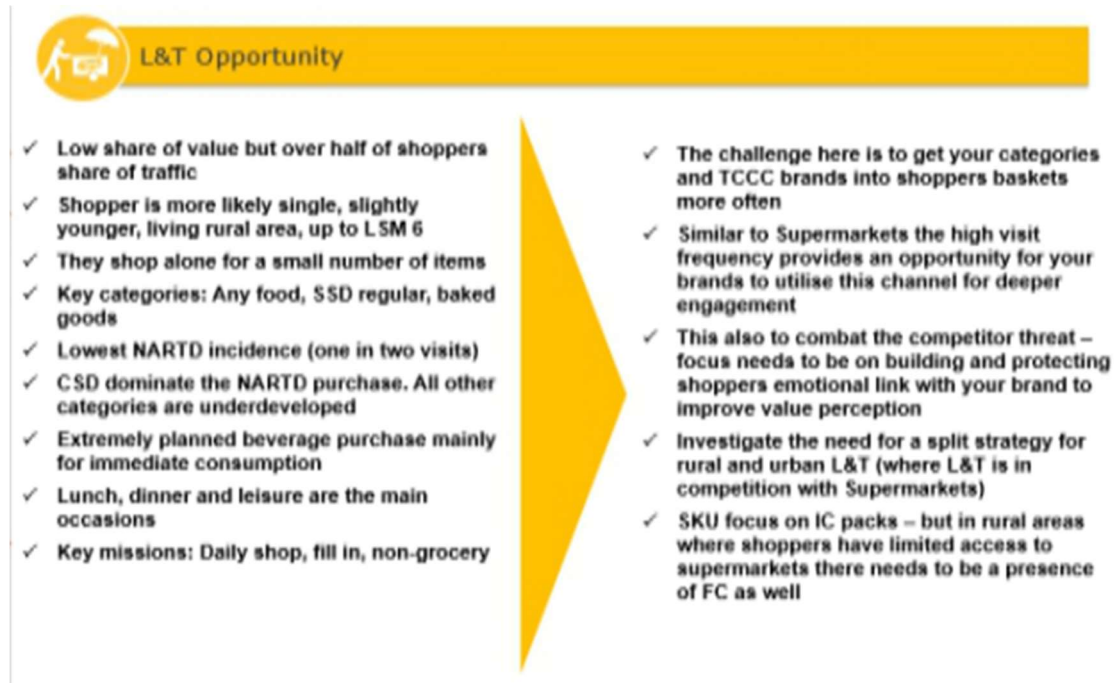 L&T Opportunity
✓ Low share of value but over half of shoppers
share of traffic
✓ Shopper is more likely single, slightly
younger, living rural area, up to LSM 6
✓ They shop alone for a small number of items
✓ Key categories: Any food, SSD regular, baked
goods
✓ Lowest NARTD incidence (one in two visits)
✓ CSD dominate the NARTD purchase. All other
categories are underdeveloped
✓ Extremely planned beverage purchase mainly
for immediate consumption
✓ Lunch, dinner and leisure are the main
occasions
✓ Key missions: Daily shop, fill in, non-grocery
✓ The challenge here is to get your categories
and TCCC brands into shoppers baskets
more often
✓ Similar to Supermarkets the high visit
frequency provides an opportunity for your
brands to utilise this channel for deeper
engagement
✓ This also to combat the competitor threat –
focus needs to be on building and protecting
shoppers emotional link with your brand to
improve value perception
✓ Investigate the need for a split strategy for
rural and urban L&T (where L&T is in
competition with Supermarkets)
✓ SKU focus on IC packs – but in rural areas
where shoppers have limited access to
supermarkets there needs to be a presence
of FC as well